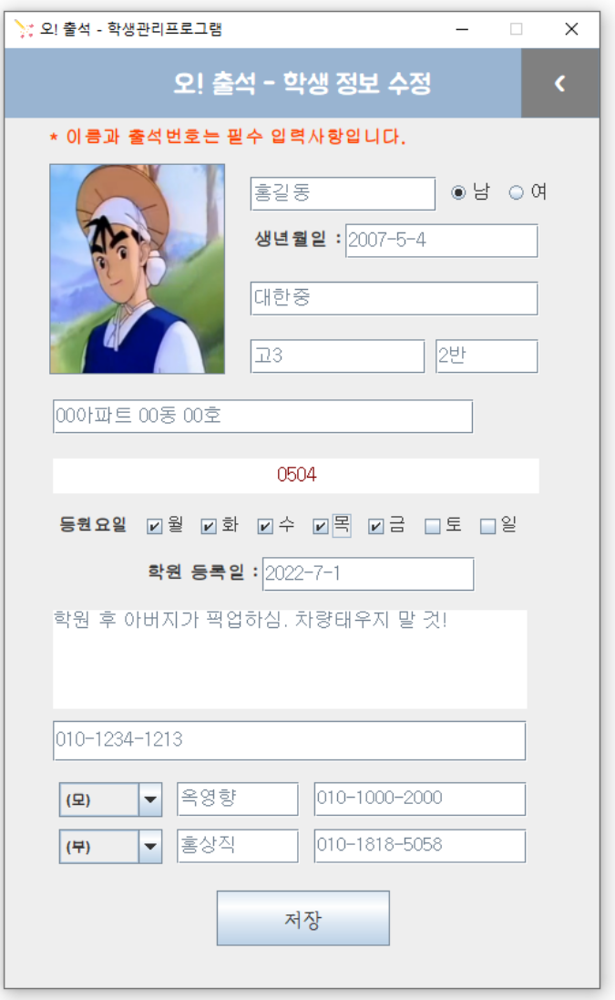 오! 출석 - 학생관리프로그램
오! 출석 - 학생 정보 수정
* 이름과 출석번호는 필수 입력사항입니다.
홍길동 남 여
생년월일 : 2007-5-4
대한중
고3 2반
00아파트 00동 00호
0504
등원요일 월 화 수 목 금 토 일
학원 등록일 : 2022-7-1
학원 후 아버지가 픽업하심. 차량태우지 말 것!
010-1234-1213
(모) 옥영향 010-1000-2000
(부) 홍상직 010-1818-5058
저장